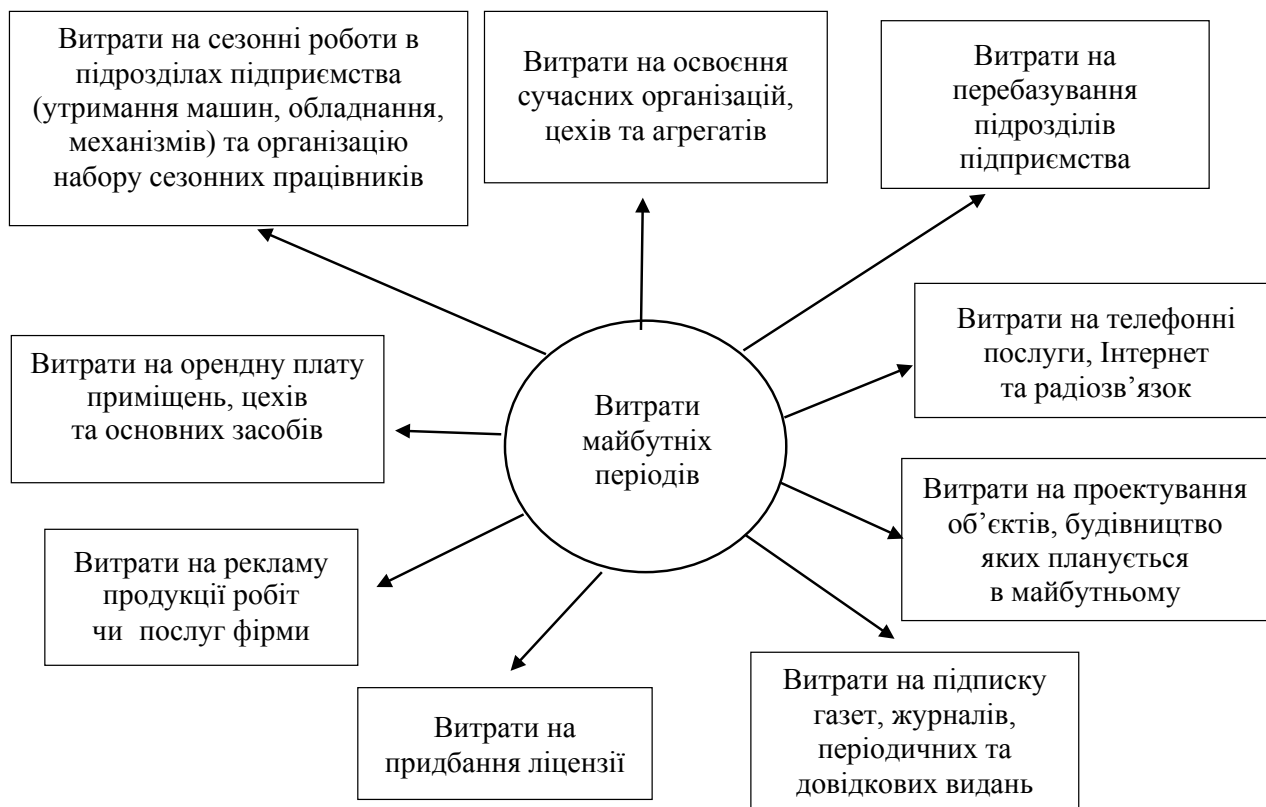 Витрати на сезонні роботи в
підрозділах підприємства
(утримання машин, обладнання,
механізмів) та організацію
набору сезонних працівників
Витрати на освоєння
сучасних організацій,
цехів та агрегатів
Витрати на
перебазування
підрозділів
підприємства
Витрати на орендну плату
приміщень, цехів
та основних засобів
Витрати
майбутніх
періодів
Витрати на телефонні
послуги, Інтернет
та радіозв’язок
Витрати на проектування
об’єктів, будівництво
яких планується
в майбутньому
Витрати на рекламу
продукції робіт
чи послуг фірми
Витрати на
придбання ліцензії
Витрати на підписку
газет, журналів,
періодичних та
довідкових видань